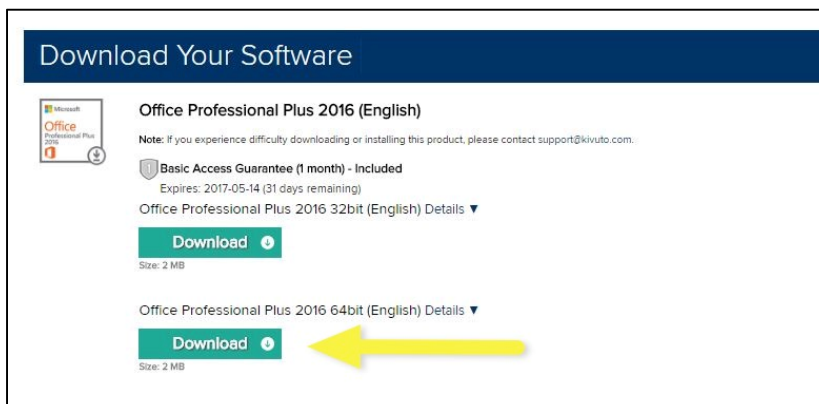 Download Your Software
Microsoft
Office
Professional Plus
2016
Office Professional Plus 2016 (English)
Note: If you experience difficulty downloading or installing this product, please contact support@kivuto.com.
1
Basic Access Guarantee (1 month) - Included
Expires: 2017-05-14 (31 days remaining)
Office Professional Plus 2016 32bit (English) Details ▼
Download
Size: 2 MB
Office Professional Plus 2016 64bit (English) Details ▼
Download
Size: 2 MB